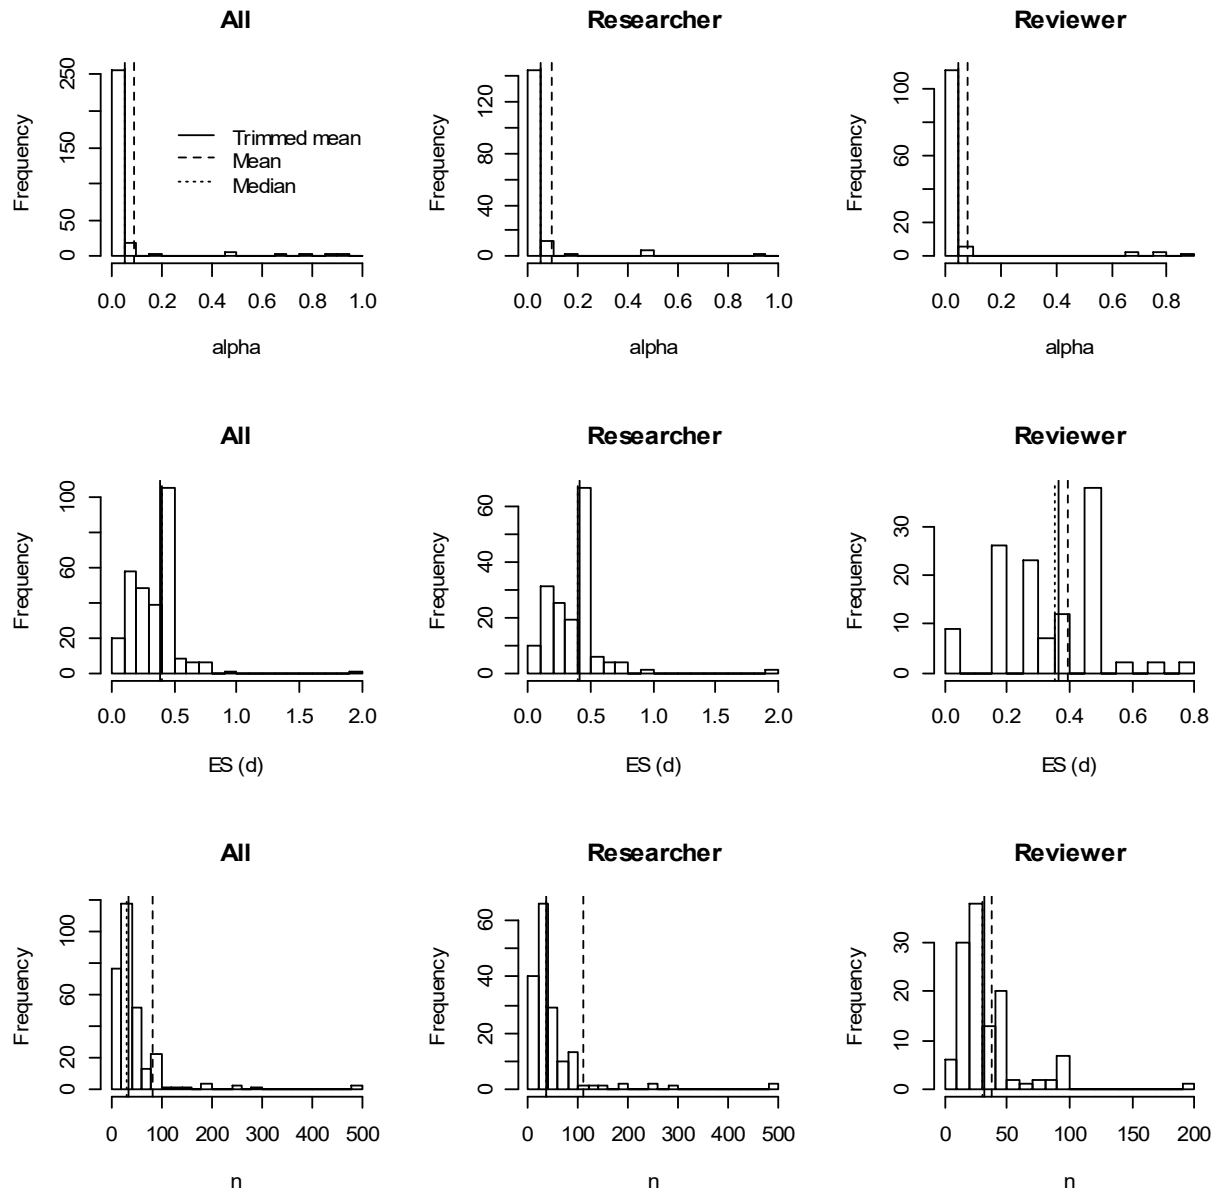 All
Researcher
Reviewer
Frequency
0 50 150 250
Trimmed mean
Mean
Median
0.0 0.2 0.4 0.6 0.8 1.0
alpha
Frequency
0 40 80 120
0.0 0.2 0.4 0.6 0.8 1.0
alpha
Frequency
0 20 60 100
0.0 0.2 0.4 0.6 0.8
alpha
All
Researcher
Reviewer
Frequency
0 20 60 100
0.0 0.5 1.0 1.5 2.0
ES (d)
Frequency
0 20 40 60
0.0 0.5 1.0 1.5 2.0
ES (d)
Frequency
0 10 20 30
0.0 0.2 0.4 0.6 0.8
ES (d)
All
Researcher
Reviewer
Frequency
0 20 60 100
0 100 200 300 400 500
n
Frequency
0 20 40 60
0 100 200 300 400 500
n
Frequency
0 10 20 30
0 50 100 150 200
n